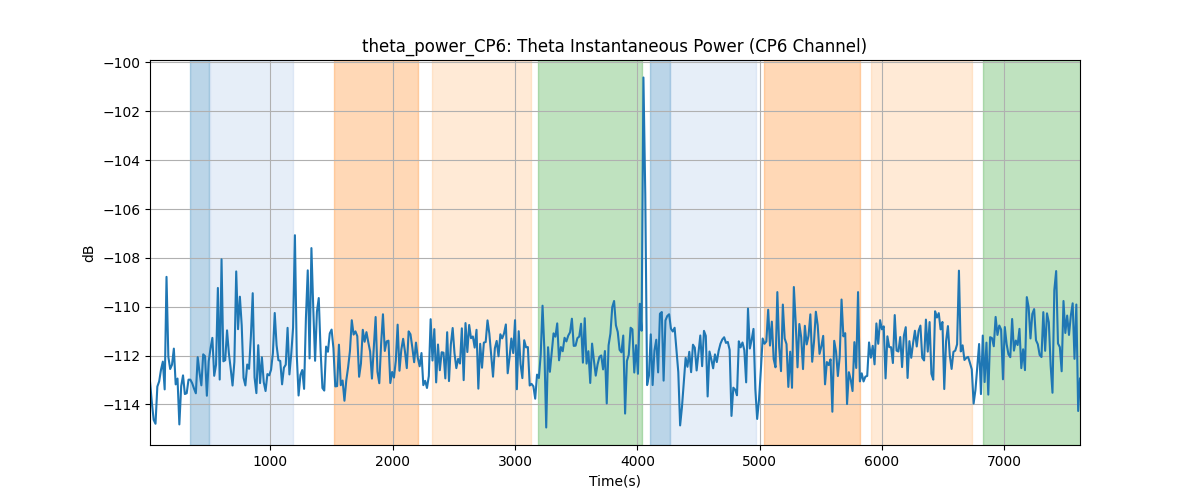 theta_power_CP6: Theta Instantaneous Power (CP6 Channel)
−100
−102
−104
−106
−108
−110
−112
−114
dB
1000 2000 3000 4000 5000 6000 7000
Time(s)